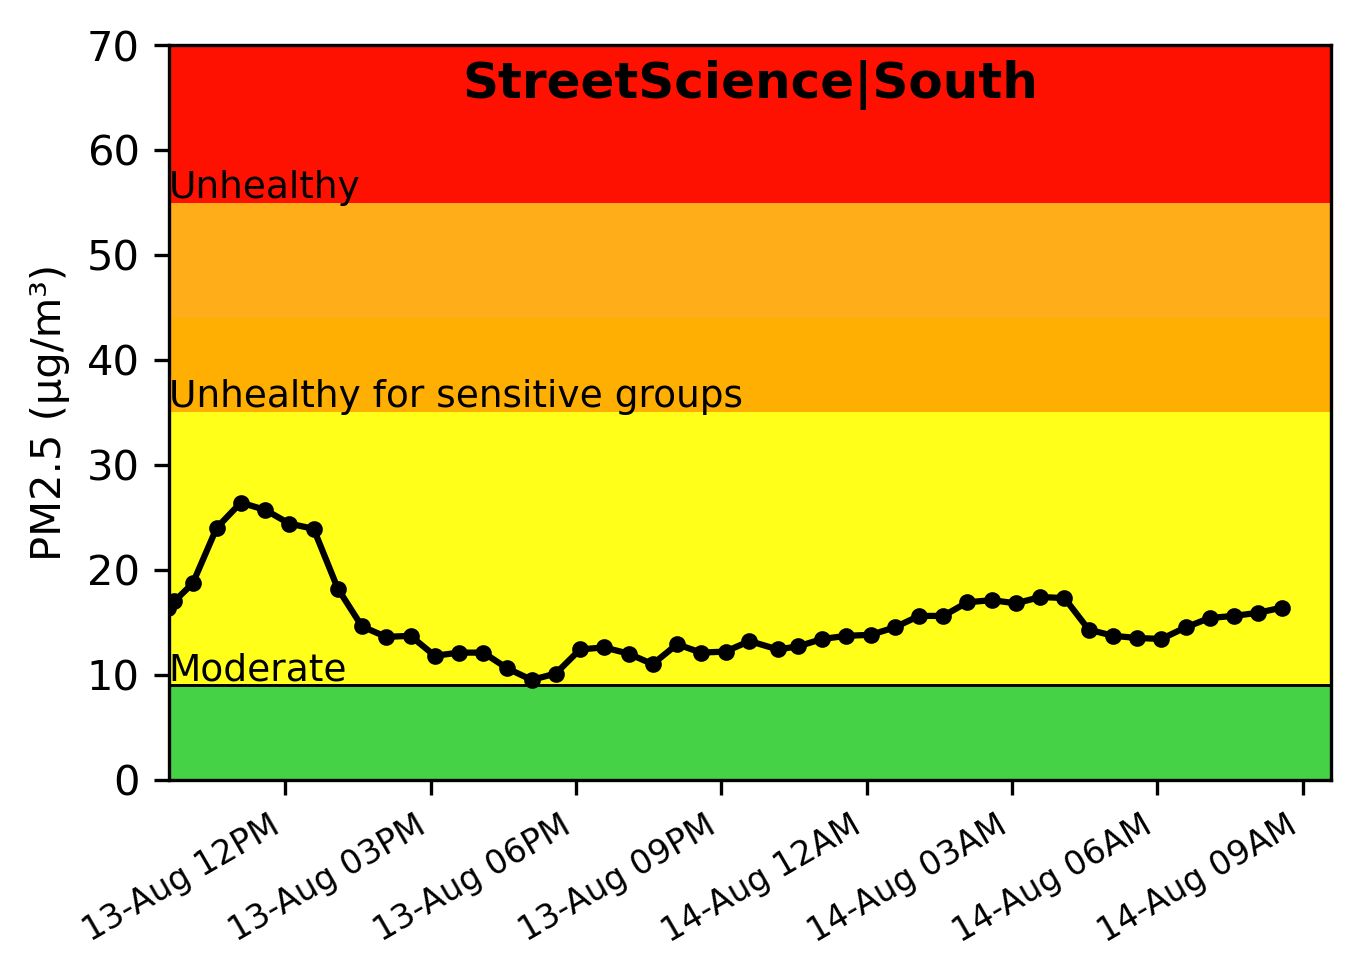 StreetScience|South
PM2.5 (µg/m³)
70
60
50
40
30
20
10
0
Unhealthy
Unhealthy for sensitive groups
Moderate
13-Aug 12PM
13-Aug 03PM
13-Aug 06PM
13-Aug 09PM
14-Aug 12AM
14-Aug 03AM
14-Aug 06AM
14-Aug 09AM